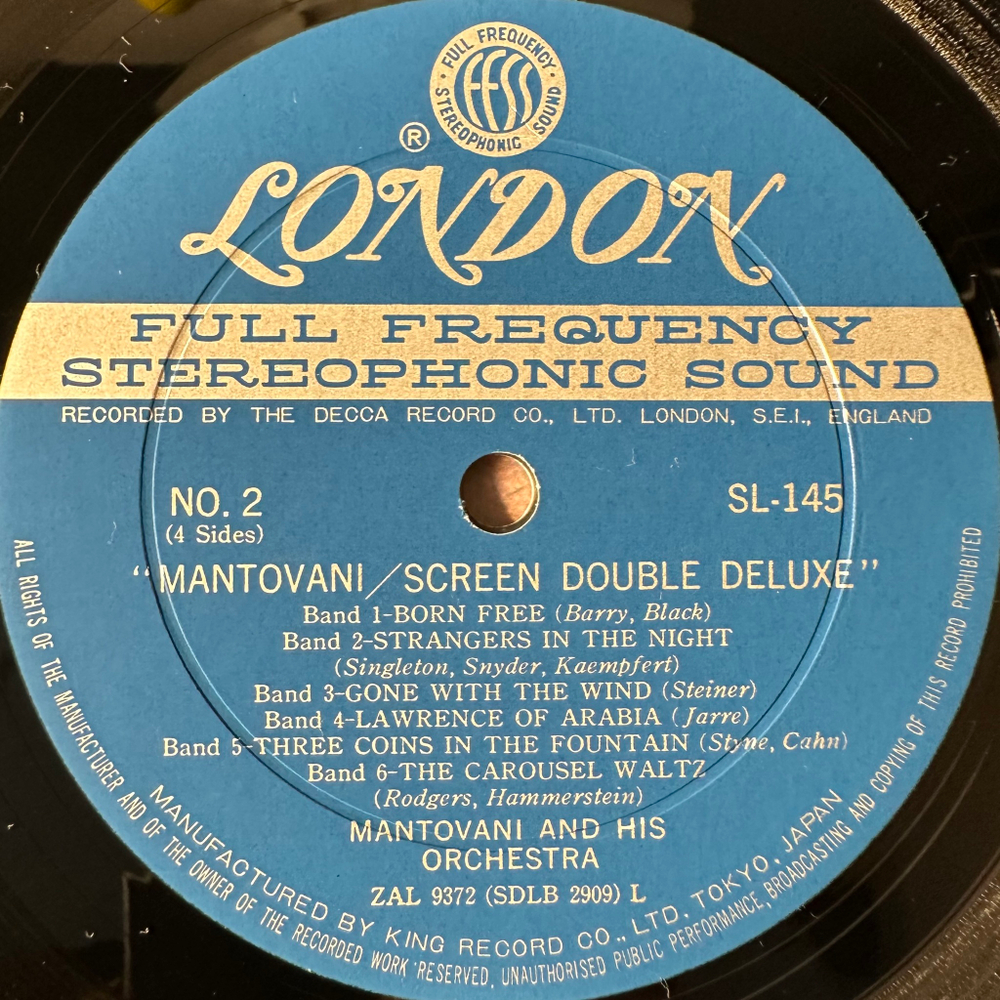 FULL FREQUENCY
FFSS
STEREOPHONIC SOUND
®
LONDON
FULL FREQUENCY
STEREOPHONIC SOUND
RECORDED BY THE DECCA RECORD CO., LTD. LONDON, S.E.I., ENGLAND
NO. 2
SL-145
(4 Sides)
“MANTOVANI/SCREEN DOUBLE DELUXE”
Band 1-BORN FREE (Barry, Black)
Band 2-STRANGERS IN THE NIGHT
(Singleton, Snyder, Kaempfert)
Band 3-GONE WITH THE WIND (Steiner)
Band 4-LAWRENCE OF ARABIA (Jarre)
Band 5-THREE COINS IN THE FOUNTAIN (Styne, Cahn)
Band 6-THE CAROUSEL WALTZ
(Rodgers, Hammerstein)
MANTOVANI AND HIS
ORCHESTRA
ZAL 9372 (SDLB 2909) L
MANUFACTURED BY KING RECORD CO., LTD. TOKYO, JAPAN
ALL RIGHTS OF THE MANUFACTURER AND OF THE OWNER OF THE RECORDED WORK RESERVED, UNAUTHORISED PUBLIC PERFORMANCE, BROADCASTING AND COPYING OF THIS RECORD PROHIBITED